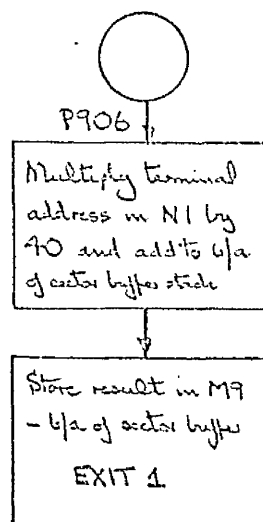 P906
Multiply terminal
address in N1 by
40 and add to b/a
of sector buffer
Store result in M9
- b/a of sector buffer
EXIT 1